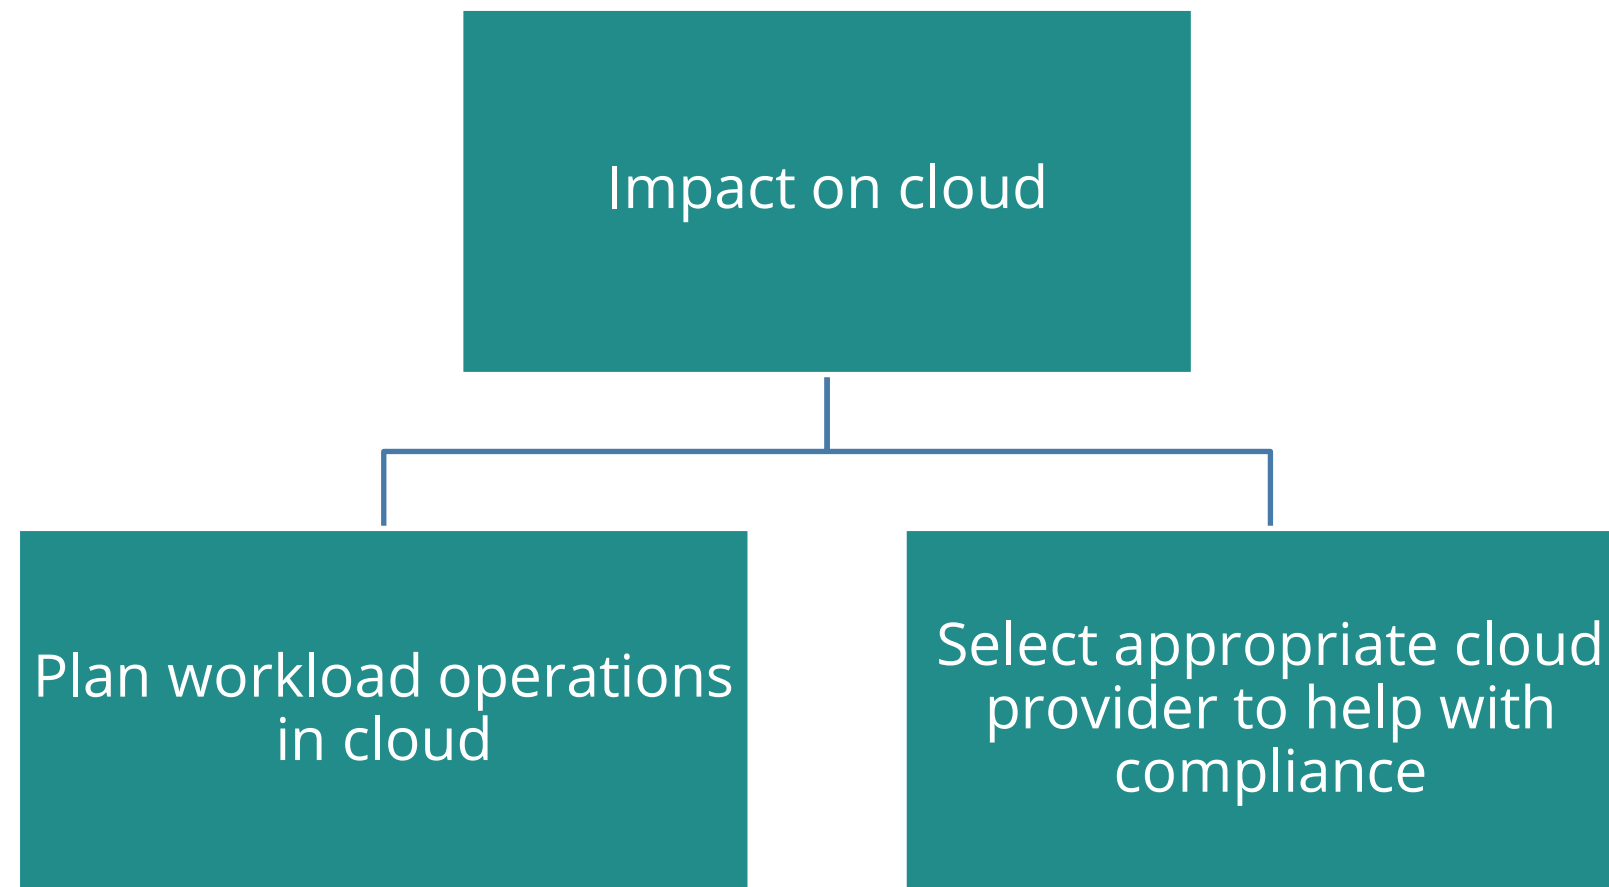 Impact on cloud
Plan workload operations
in cloud
Select appropriate cloud
provider to help with
compliance